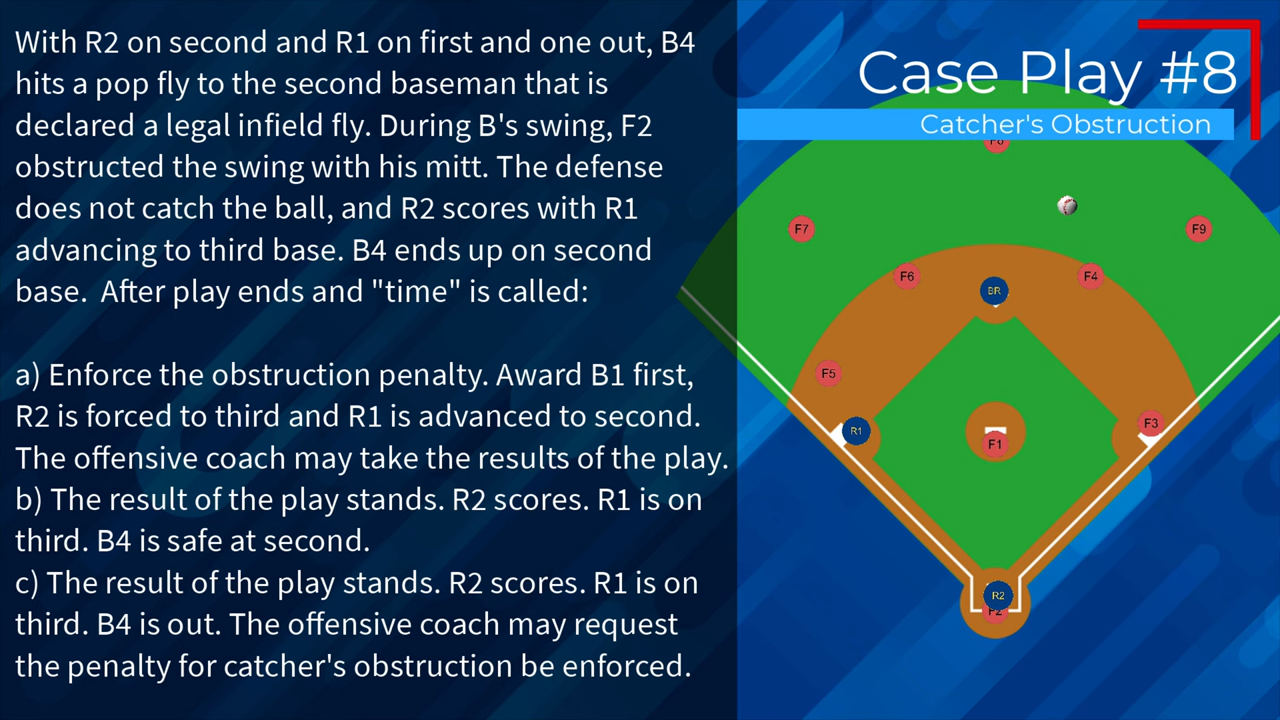 With R2 on second and R1 on first and one out, B4
hits a pop fly to the second baseman that is
declared a legal infield fly. During B's swing, F2
obstructed the swing with his mitt. The defense
does not catch the ball, and R2 scores with R1
advancing to third base. B4 ends up on second
base.  After play ends and "time" is called:
a) Enforce the obstruction penalty. Award B1 first,
R2 is forced to third and R1 is advanced to second.
The offensive coach may take the results of the play.
b) The result of the play stands. R2 scores. R1 is on
third. B4 is safe at second.
c) The result of the play stands. R2 scores. R1 is on
third. B4 is out. The offensive coach may request
the penalty for catcher's obstruction be enforced.
Case Play #8
Catcher's Obstruction
F8
F7
F9
F6
F4
BR
F5
F3
R1
F1
R2
F2